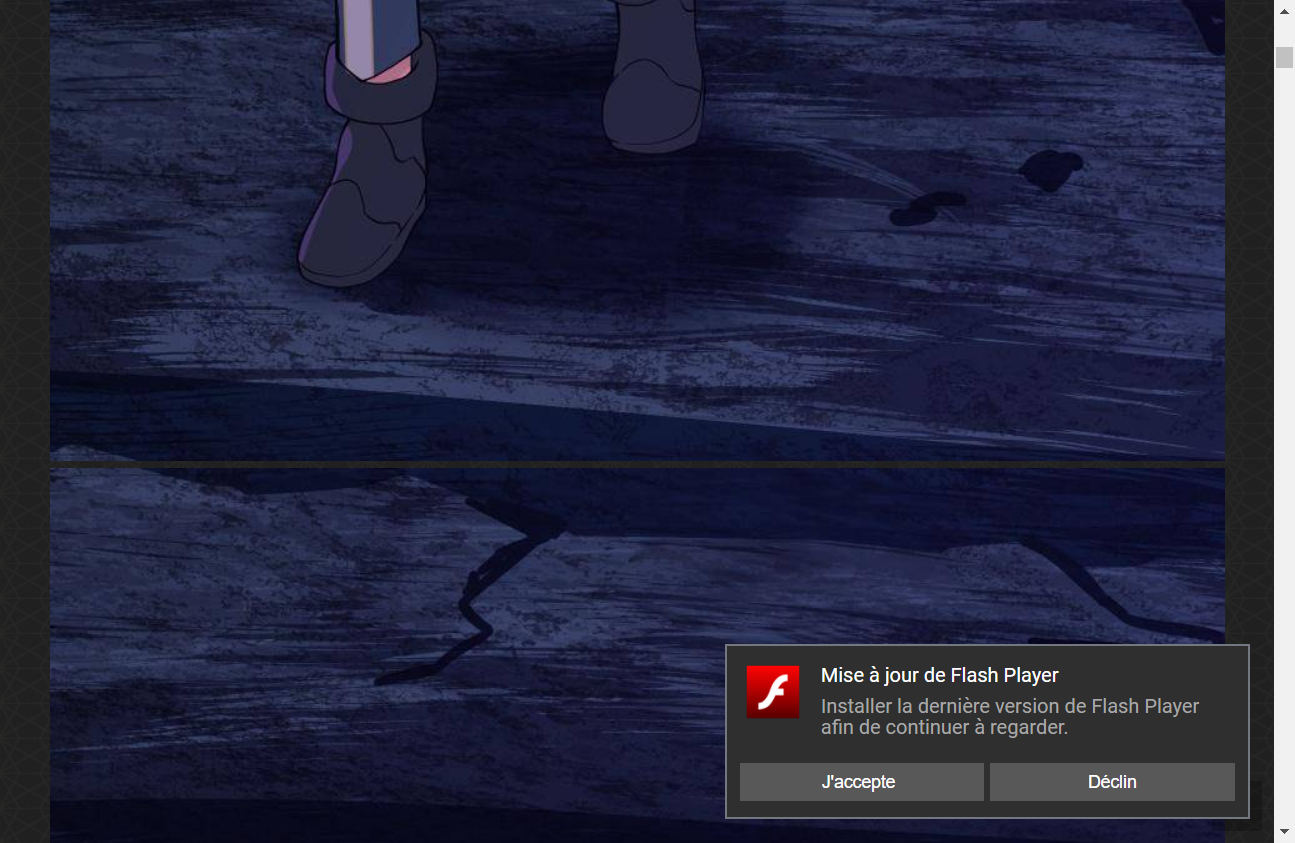 Mise à jour de Flash Player
Installer la dernière version de Flash Player
afin de continuer à regarder.
J'accepte
Déclin